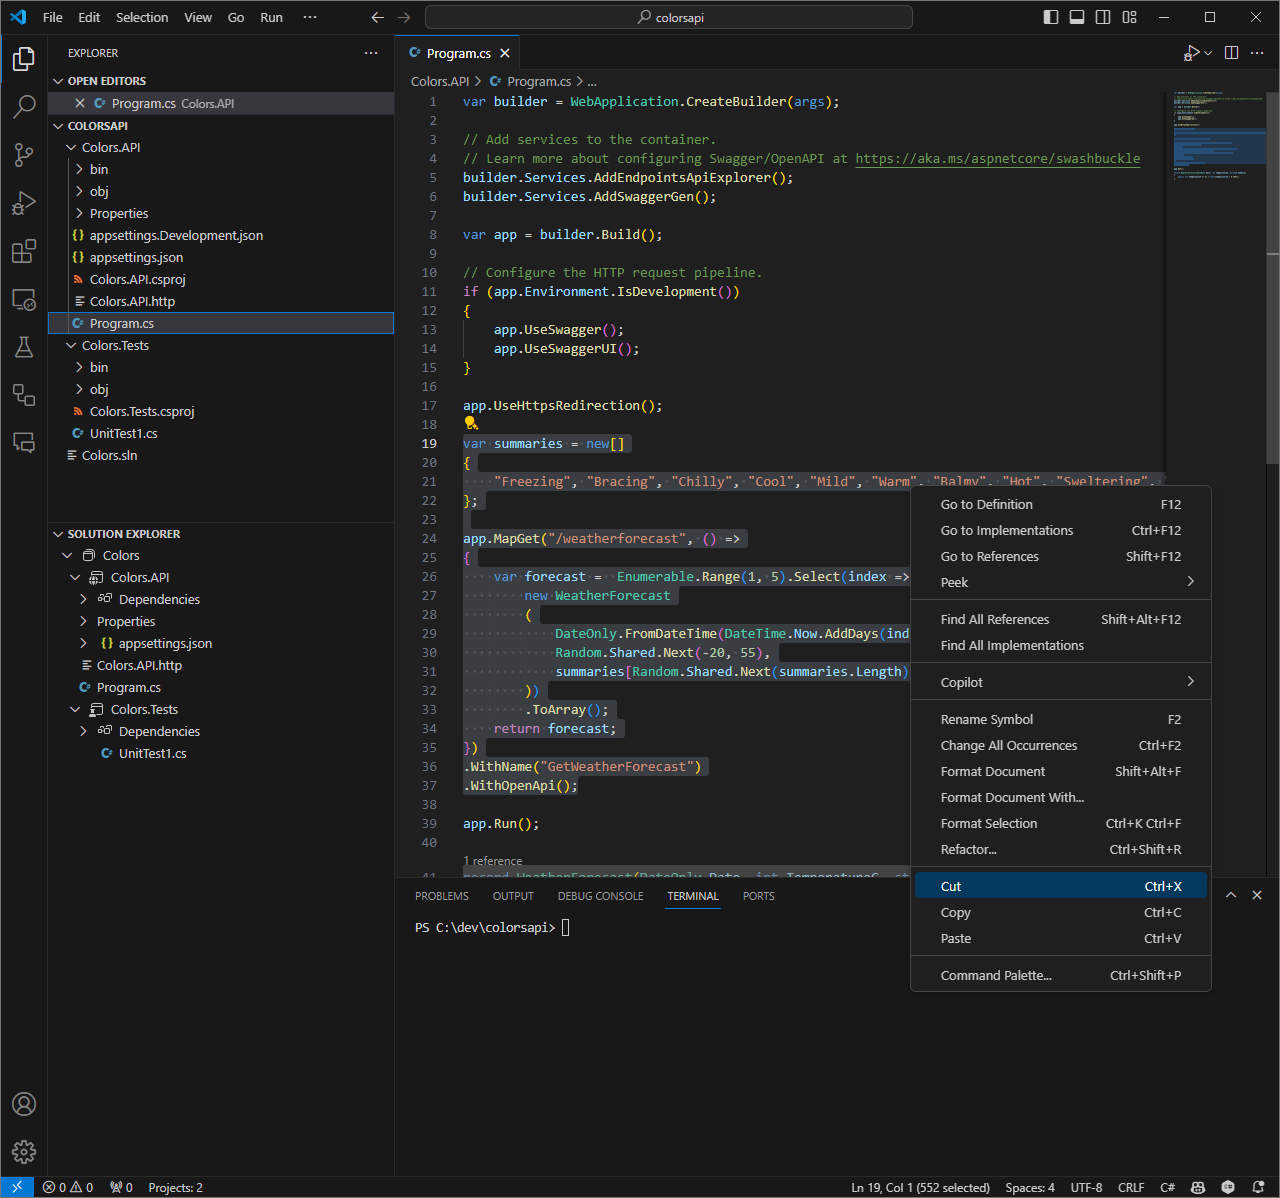 File Edit Selection View Go Run ···
colorsapi
EXPLORER ···
OPEN EDITORS
Program.cs Colors.API
COLORSAPI
Colors.API
bin
obj
Properties
{} appsettings.Development.json
{} appsettings.json
Colors.API.csproj
Colors.API.http
C# Program.cs
Colors.Tests
bin
obj
Colors.Tests.csproj
C# UnitTest1.cs
Colors.sln
SOLUTION EXPLORER
Colors
Colors.API
Dependencies
Properties
{} appsettings.json
Colors.API.http
C# Program.cs
Colors.Tests
Dependencies
C# UnitTest1.cs
C# Program.cs
Colors.API > C# Program.cs > ...
1 var builder = WebApplication.CreateBuilder(args);
2
3 // Add services to the container.
4 // Learn more about configuring Swagger/OpenAPI at https://aka.ms/aspnetcore/swashbuckle
5 builder.Services.AddEndpointsApiExplorer();
6 builder.Services.AddSwaggerGen();
7
8 var app = builder.Build();
9
10 // Configure the HTTP request pipeline.
11 if (app.Environment.IsDevelopment())
12 {
13 app.UseSwagger();
14 app.UseSwaggerUI();
15 }
16
17 app.UseHttpsRedirection();
18
19 var summaries = new[]
20 {
21 "Freezing", "Bracing", "Chilly", "Cool", "Mild", "Warm", "Balmy", "Hot", "Sweltering",
22 };
23
24 app.MapGet("/weatherforecast", () =>
25 {
26 var forecast = Enumerable.Range(1, 5).Select(index =>
27 new WeatherForecast
28 (
29 DateOnly.FromDateTime(DateTime.Now.AddDays(ind
30 Random.Shared.Next(-20, 55),
31 summaries[Random.Shared.Next(summaries.Length)
32 ))
33 .ToArray();
34 return forecast;
35 })
36 .WithName("GetWeatherForecast")
37 .WithOpenApi();
38
39 app.Run();
40
1 reference
41 record WeatherForecast(DateOnly Date, int TemperatureC, st
Go to Definition F12
Go to Implementations Ctrl+F12
Go to References Shift+F12
Peek
Find All References Shift+Alt+F12
Find All Implementations
Copilot
Rename Symbol F2
Change All Occurrences Ctrl+F2
Format Document Shift+Alt+F
Format Document With...
Format Selection Ctrl+K Ctrl+F
Refactor... Ctrl+Shift+R
Cut Ctrl+X
Copy Ctrl+C
Paste Ctrl+V
Command Palette... Ctrl+Shift+P
PROBLEMS OUTPUT DEBUG CONSOLE TERMINAL PORTS
PS C:\dev\colorsapi>
0 0 0 Projects: 2 Ln 19, Col 1 (552 selected) Spaces: 4 UTF-8 CRLF C#